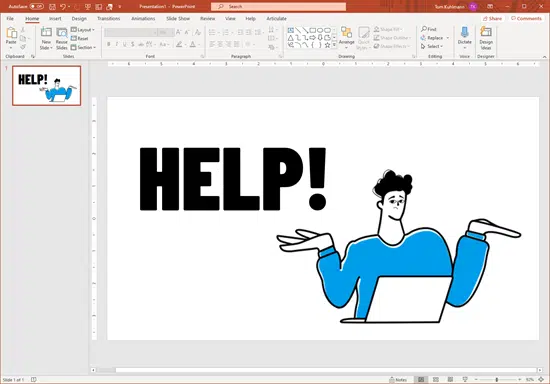 AutoSave Off Presentation1 - PowerPoint Search Tom Kuhlmann TK
File Home Insert Design Transitions Animations Slide Show Review View Help Articulate Share Comments
Paste New Slides Reuse Slides Layout Reset Section Shapes Arrange Quick Styles Shape Fill Shape Outline Shape Effects Find Replace Select Dictate Design Ideas
Clipboard Slides Font Paragraph Drawing Editing Voice Designer
1
HELP!
HELP!
Slide 1 of 1 Notes 92%